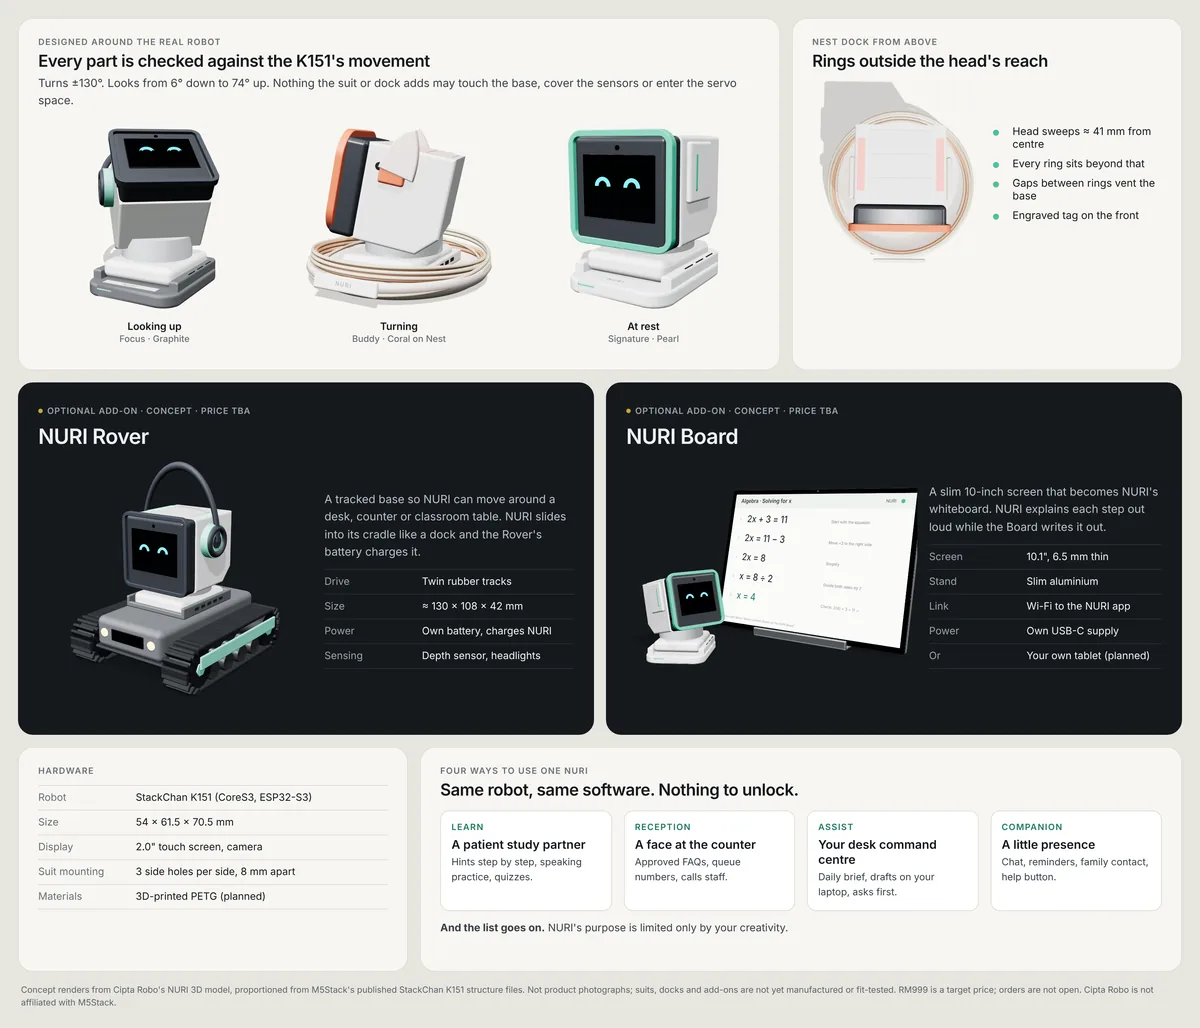 DESIGNED AROUND THE REAL ROBOT
Every part is checked against the K151's movement
Turns ±130°. Looks from 6° down to 74° up. Nothing the suit or dock adds may touch the base, cover the sensors or enter the servo
space.
NURI
Looking up
Focus · Graphite
Turning
Buddy · Coral on Nest
At rest
Signature · Pearl
NEST DOCK FROM ABOVE
Rings outside the head's reach
Head sweeps ≈ 41 mm from
centre
Every ring sits beyond that
Gaps between rings vent the
base
Engraved tag on the front
OPTIONAL ADD-ON · CONCEPT · PRICE TBA
NURI Rover
A tracked base so NURI can move around a
desk, counter or classroom table. NURI slides
into its cradle like a dock and the Rover's
battery charges it.
Drive Twin rubber tracks
Size ≈ 130 × 108 × 42 mm
Power Own battery, charges NURI
Sensing Depth sensor, headlights
OPTIONAL ADD-ON · CONCEPT · PRICE TBA
NURI Board
Algebra · Solving for x NURI
2x + 3 = 11 Start with the equation
2x = 11 − 3
2x = 8 Simplify
x = 8 ÷ 2
x = 4
A slim 10-inch screen that becomes NURI's
whiteboard. NURI explains each step out
loud while the Board writes it out.
Screen 10.1", 6.5 mm thin
Stand Slim aluminium
Link Wi-Fi to the NURI app
Power Own USB-C supply
Or Your own tablet (planned)
HARDWARE
Robot StackChan K151 (CoreS3, ESP32-S3)
Size 54 × 61.5 × 70.5 mm
Display 2.0" touch screen, camera
Suit mounting 3 side holes per side, 8 mm apart
Materials 3D-printed PETG (planned)
FOUR WAYS TO USE ONE NURI
Same robot, same software. Nothing to unlock.
LEARN
A patient study partner
Hints step by step, speaking
practice, quizzes.
RECEPTION
A face at the counter
Approved FAQs, queue
numbers, calls staff.
ASSIST
Your desk command
centre
Daily brief, drafts on your
laptop, asks first.
COMPANION
A little presence
Chat, reminders, family contact,
help button.
And the list goes on. NURI's purpose is limited only by your creativity.
Concept renders from Cipta Robo's NURI 3D model, proportioned from M5Stack's published StackChan K151 structure files. Not product photographs; suits, docks and add-ons are not yet manufactured or fit-tested. RM999 is a target price; orders are not open. Cipta Robo is not
affiliated with M5Stack.